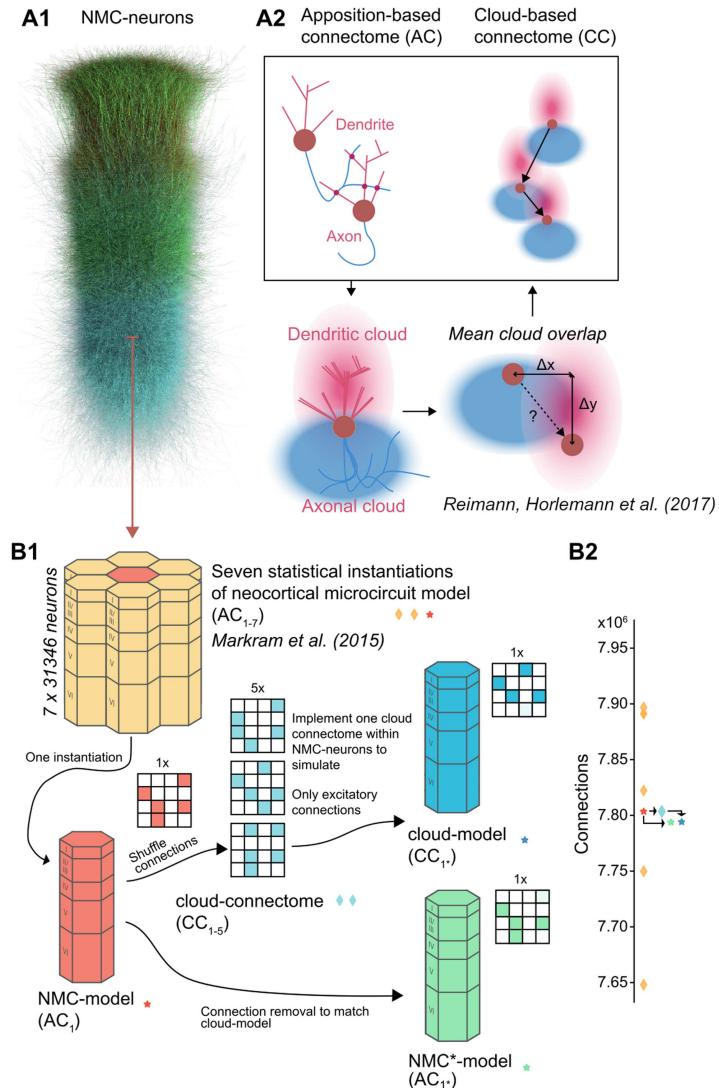 A1
NMC-neurons
A2
Apposition-based
connectome (AC)
Cloud-based
connectome (CC)
Dendrite
Axon
Dendritic cloud
Axonal cloud
Mean cloud overlap
Δx
Δy
?
Reimann, Horlemann et al. (2017)
B1
7 x 31346 neurons
Seven statistical instantiations
of neocortical microcircuit model
(AC1-7)
Markram et al. (2015)
One instantiation
1x
Shuffle
connections
5x
Implement one cloud
connectome within
NMC-neurons to
simulate
Only excitatory
connections
cloud-connectome
(CC1-5)
1x
cloud-model
(CC1*)
NMC-model
(AC1)
Connection removal to match
cloud-model
1x
NMC*-model
(AC1*)
B2
x10⁶
7.95
7.90
7.85
7.80
7.75
7.70
7.65
Connections